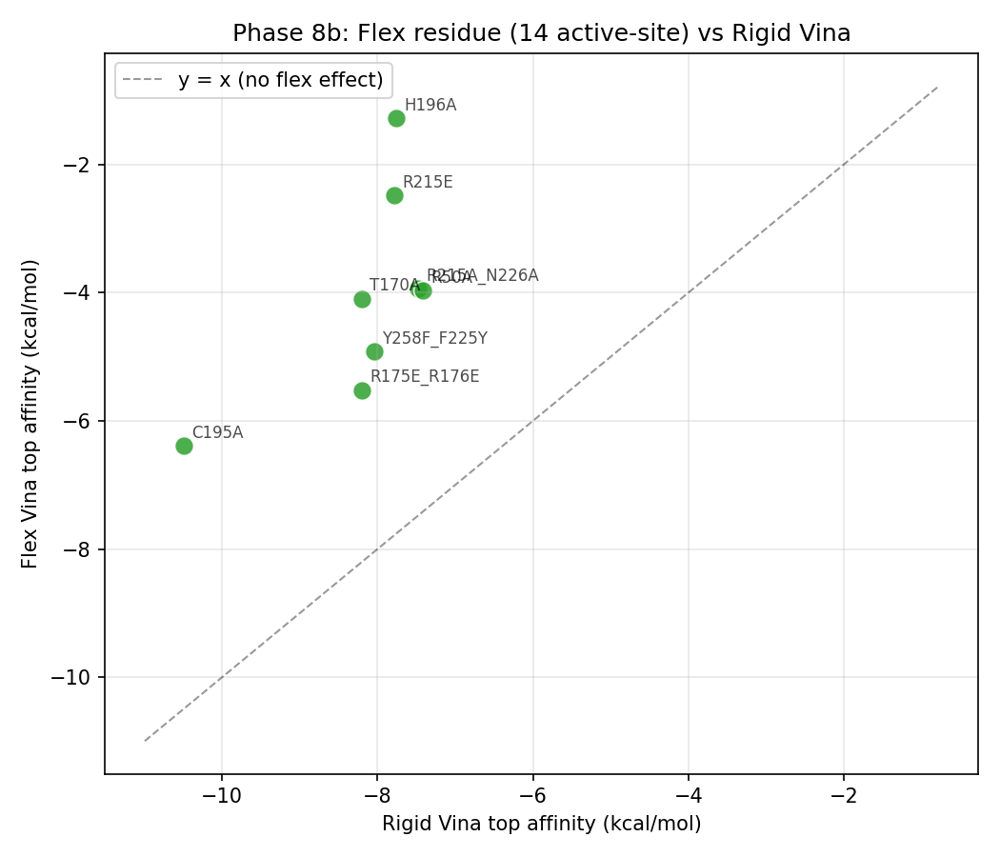 Phase 8b: Flex residue (14 active-site) vs Rigid Vina
y = x (no flex effect)
H196A
R215E
R215A_N226A
R50A
T170A
Y258F_F225Y
R175E_R176E
C195A
Flex Vina top affinity (kcal/mol)
−2
−4
−6
−8
−10
−10
−8
−6
−4
−2
Rigid Vina top affinity (kcal/mol)